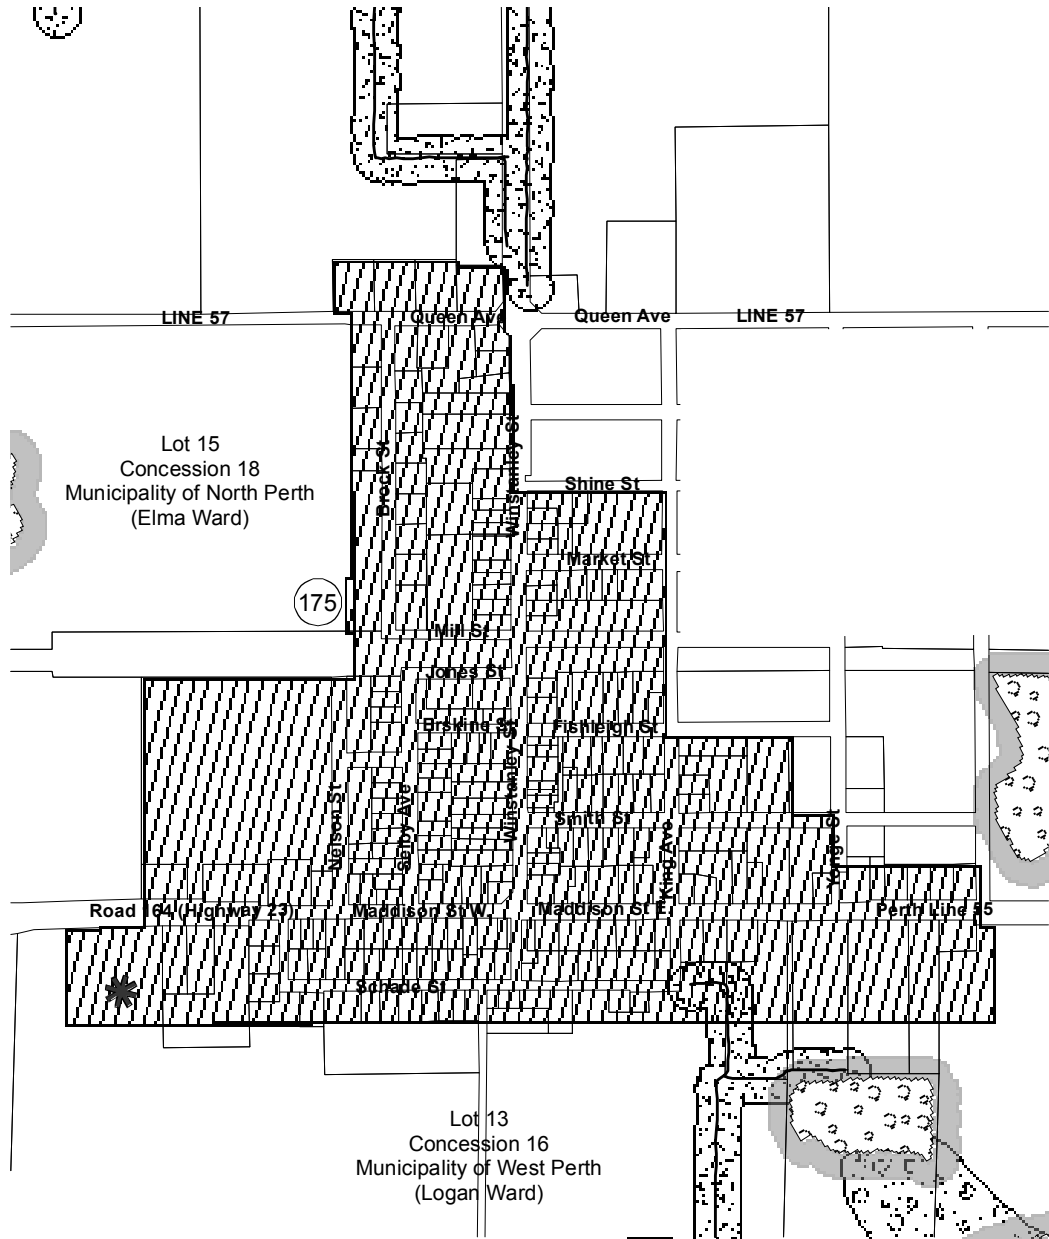 LINE 57
Queen Ave
Queen Ave
LINE 57
Winstanley St
Brock St
Lot 15
Concession 18
Municipality of North Perth
(Elma Ward)
Shine St
Market St
175
Mill St
Jones St
Erskine St
Fishleigh St
Winstanley St
Nelson St
Selby Ave
Smith St
King Ave
Yonge St
Road 164 (Highway 23)
Maddison St W.
Maddison St E.
Perth Line 55
Schade St
Lot 13
Concession 16
Municipality of West Perth
(Logan Ward)